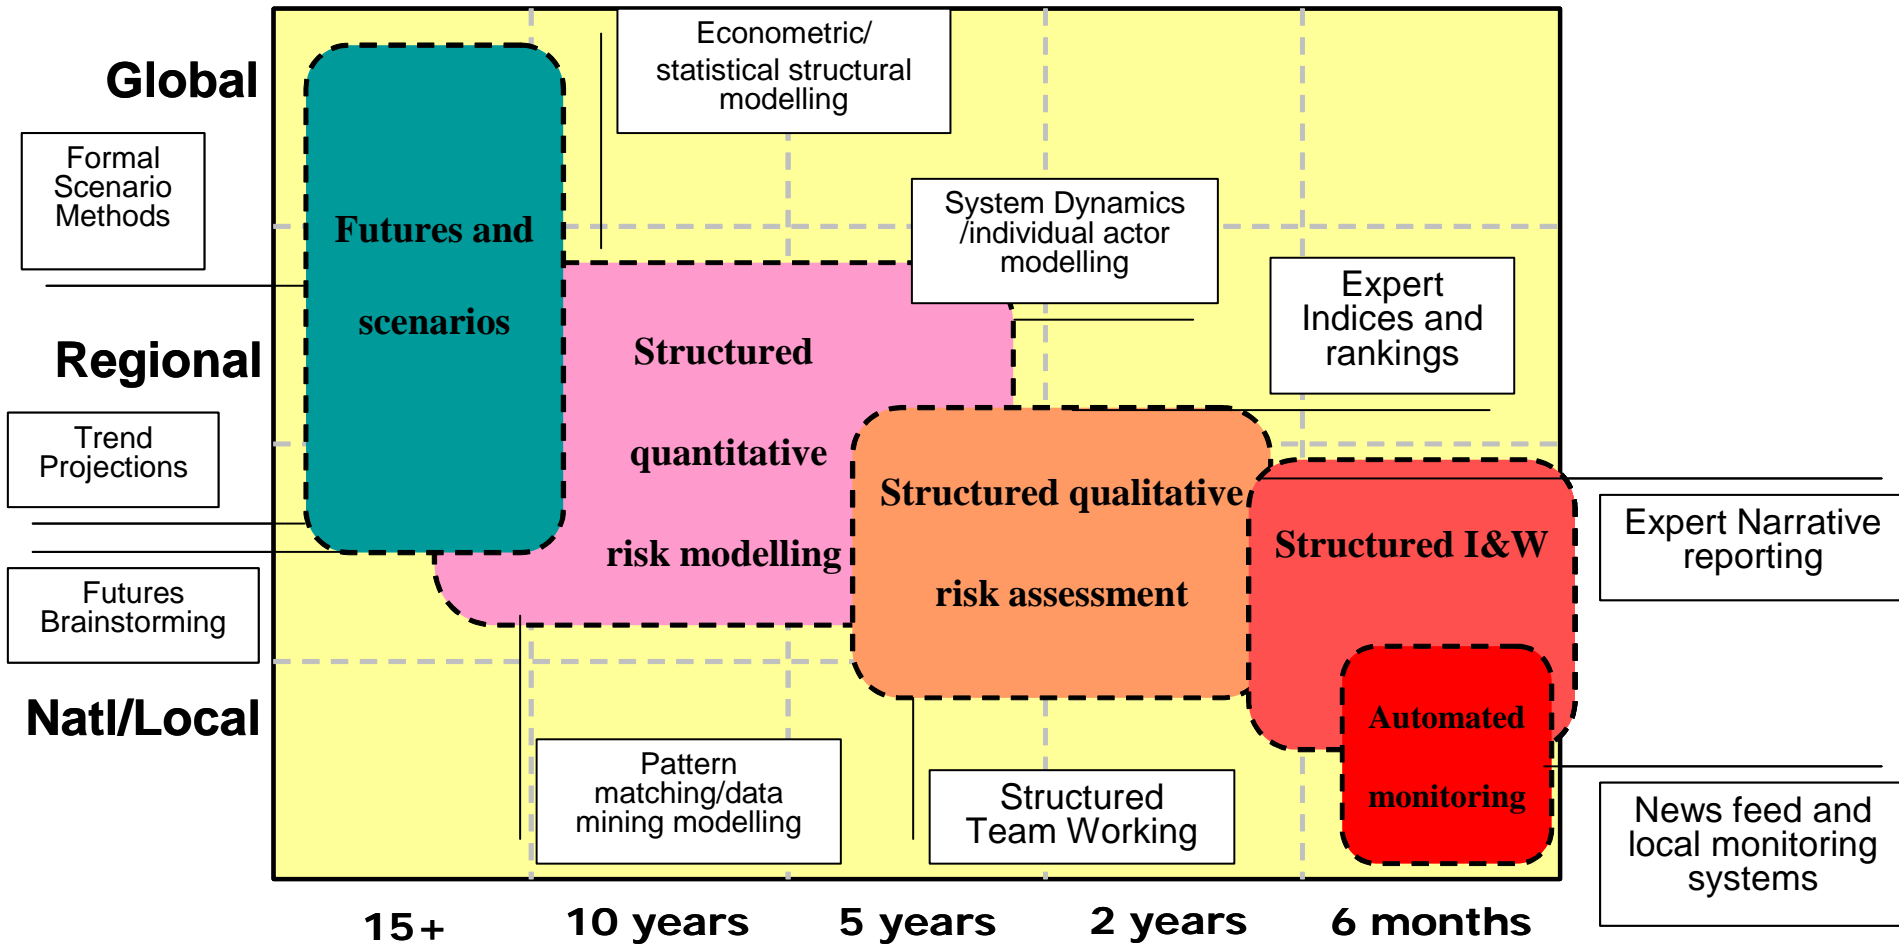 Global
Econometric/
statistical structural
modelling
Formal
Scenario
Methods
Futures and
scenarios
System Dynamics
/individual actor
modelling
Expert
Indices and
rankings
Regional
Structured
quantitative
risk modelling
Trend
Projections
Structured qualitative
risk assessment
Structured I&W
Expert Narrative
reporting
Futures
Brainstorming
Natl/Local
Automated
monitoring
Pattern
matching/data
mining modelling
Structured
Team Working
News feed and
local monitoring
systems
15+ 10 years 5 years 2 years 6 months